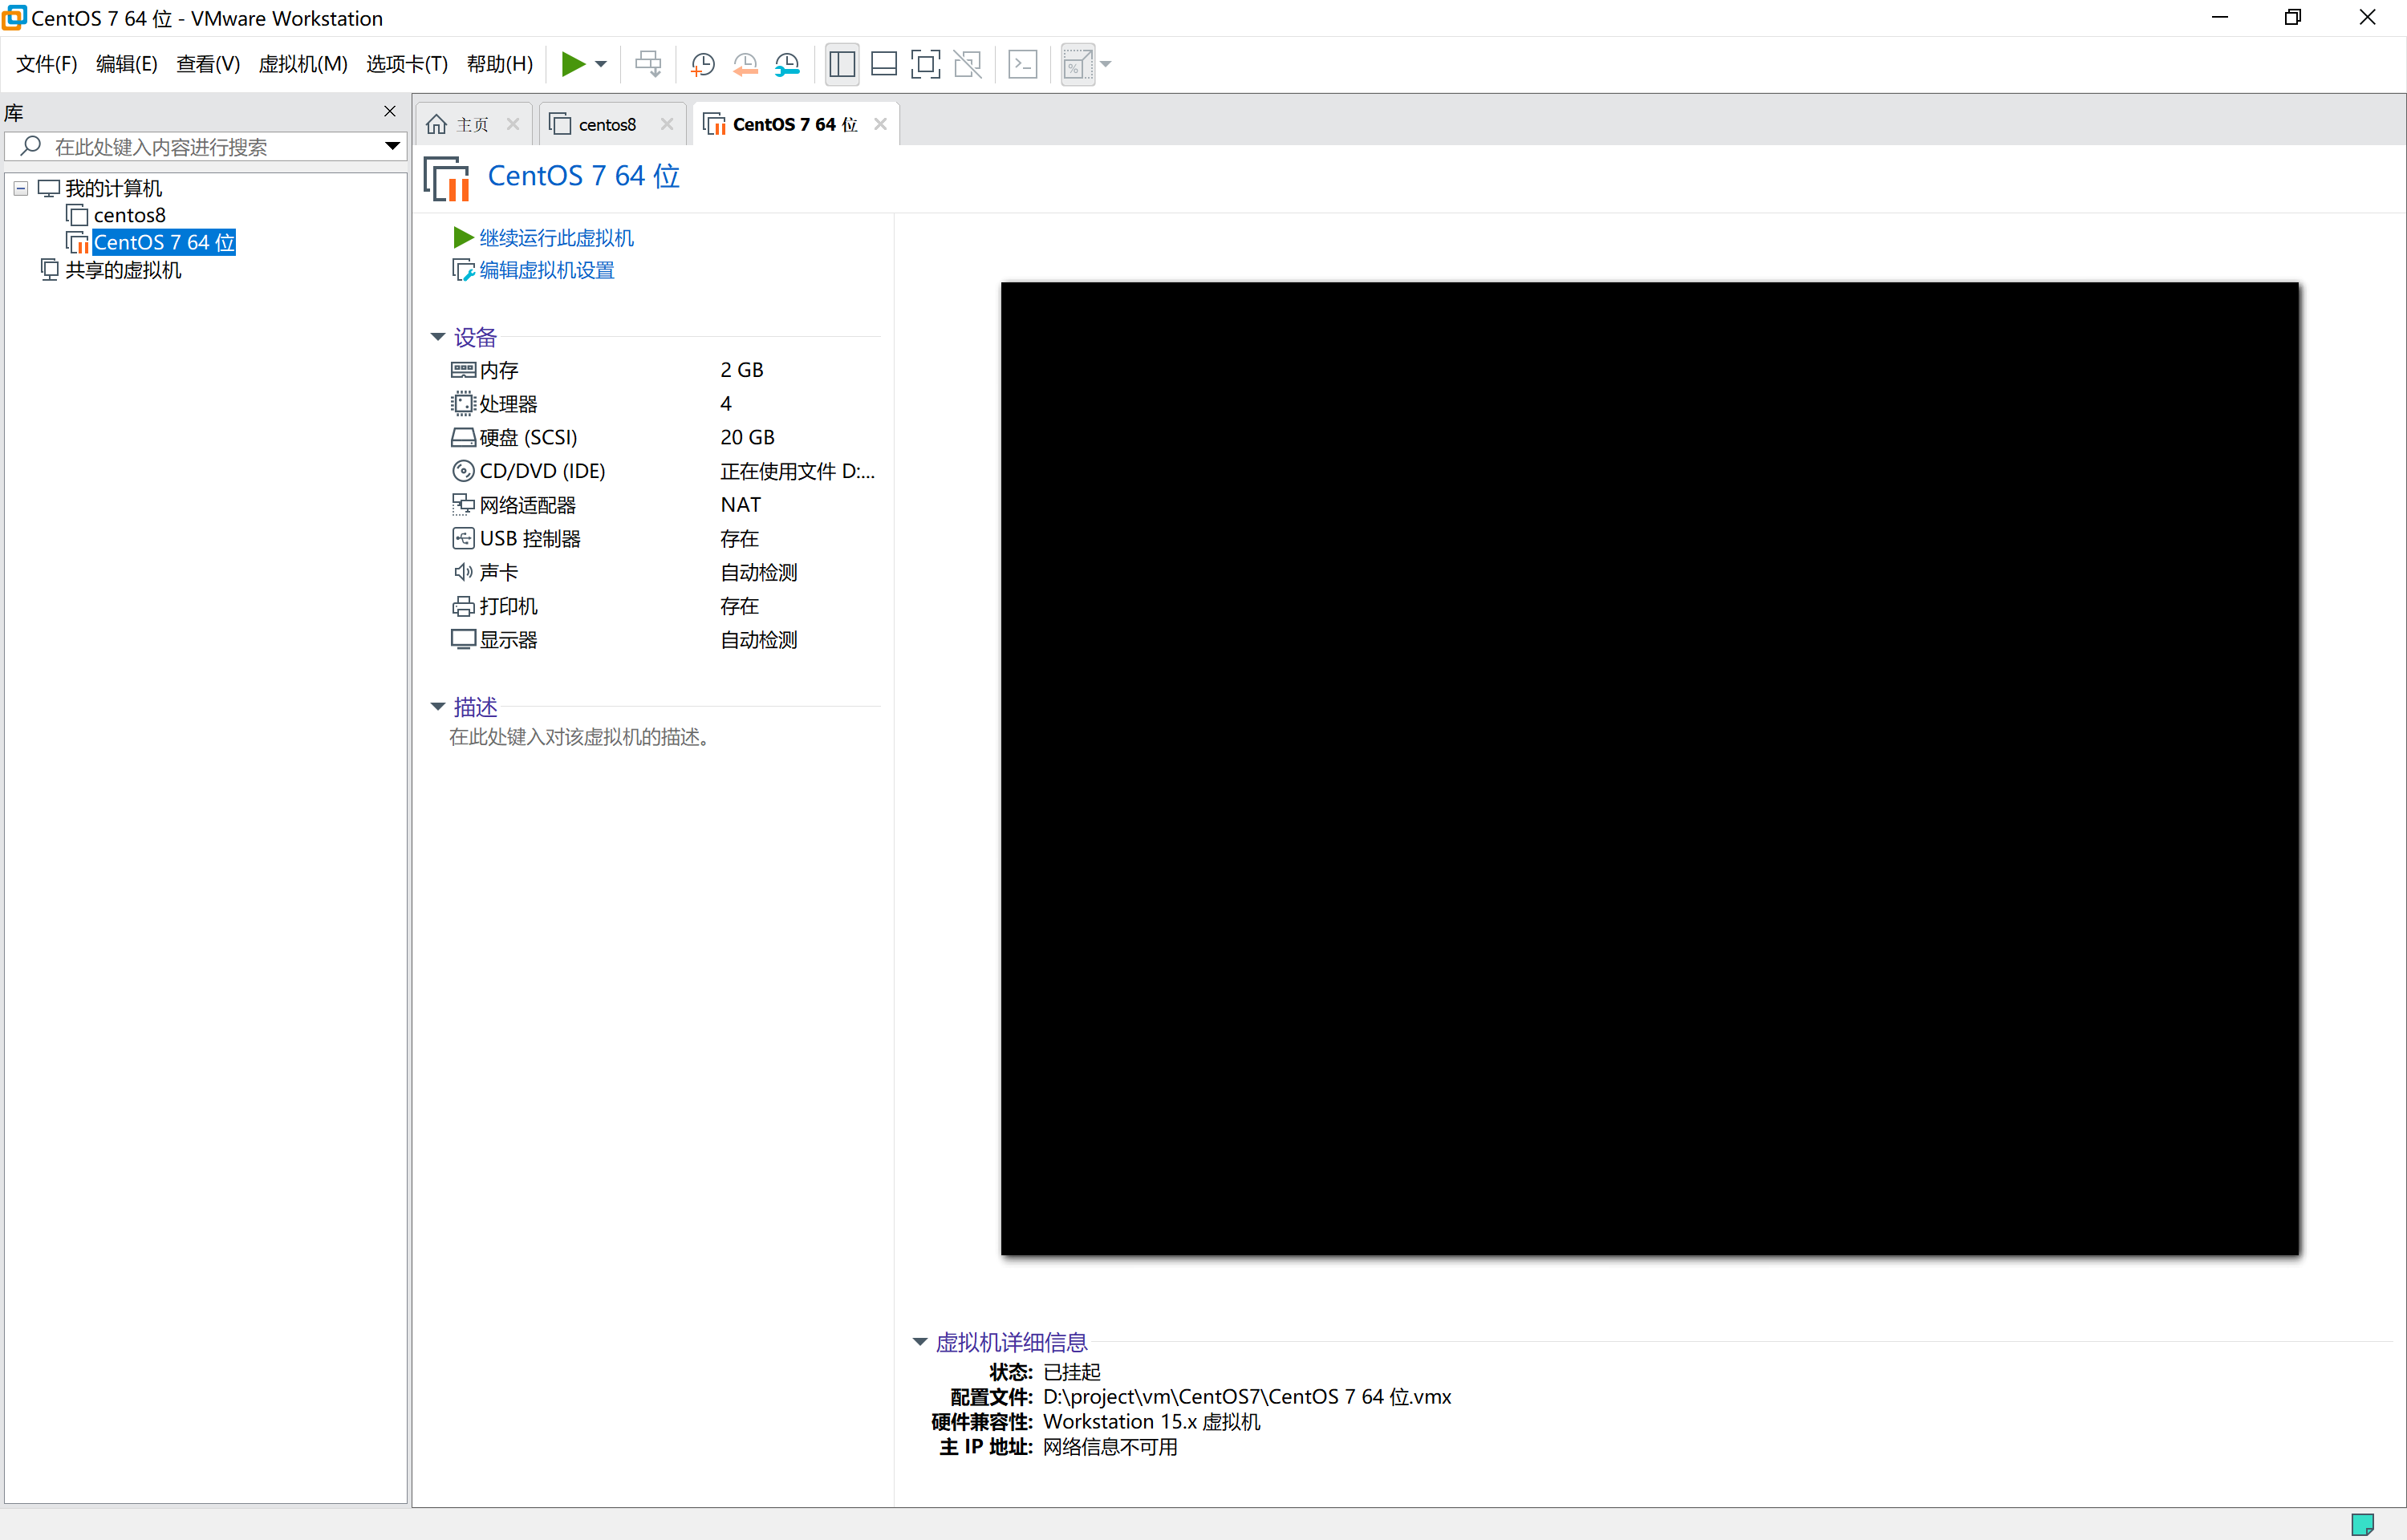 CentOS 7 64 位 - VMware Workstation
文件(F) 编辑(E) 查看(V) 虚拟机(M) 选项卡(T) 帮助(H)
库
在此处键入内容进行搜索
我的计算机
centos8
CentOS 7 64 位
共享的虚拟机
主页 centos8 CentOS 7 64 位
CentOS 7 64 位
继续运行此虚拟机
编辑虚拟机设置
设备
内存 2 GB
处理器 4
硬盘 (SCSI) 20 GB
CD/DVD (IDE) 正在使用文件 D:...
网络适配器 NAT
USB 控制器 存在
声卡 自动检测
打印机 存在
显示器 自动检测
描述
在此处键入对该虚拟机的描述。
虚拟机详细信息
状态: 已挂起
配置文件: D:\project\vm\CentOS7\CentOS 7 64 位.vmx
硬件兼容性: Workstation 15.x 虚拟机
主 IP 地址: 网络信息不可用